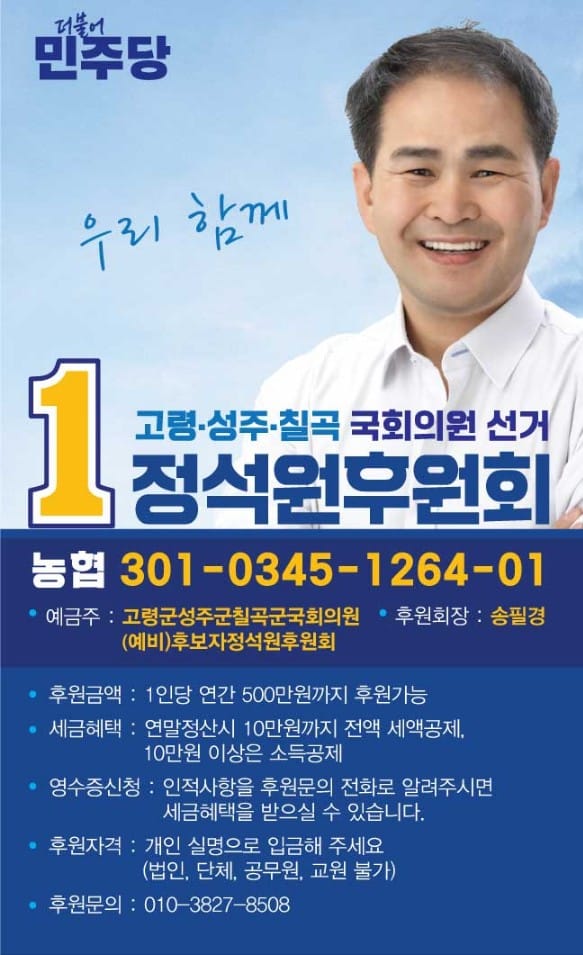 더불어
민주당
우리 함께
1
고령·성주·칠곡 국회의원 선거
정석원후원회
농협 301-0345-1264-01
• 예금주 : 고령군성주군칠곡군국회의원 • 후원회장 : 송필경
(예비)후보자정석원후원회
• 후원금액 : 1인당 연간 500만원까지 후원가능
• 세금혜택 : 연말정산시 10만원까지 전액 세액공제,
10만원 이상은 소득공제
• 영수증신청 : 인적사항을 후원문의 전화로 알려주시면
세금혜택을 받으실 수 있습니다.
• 후원자격 : 개인 실명으로 입금해 주세요
(법인, 단체, 공무원, 교원 불가)
• 후원문의 : 010-3827-8508